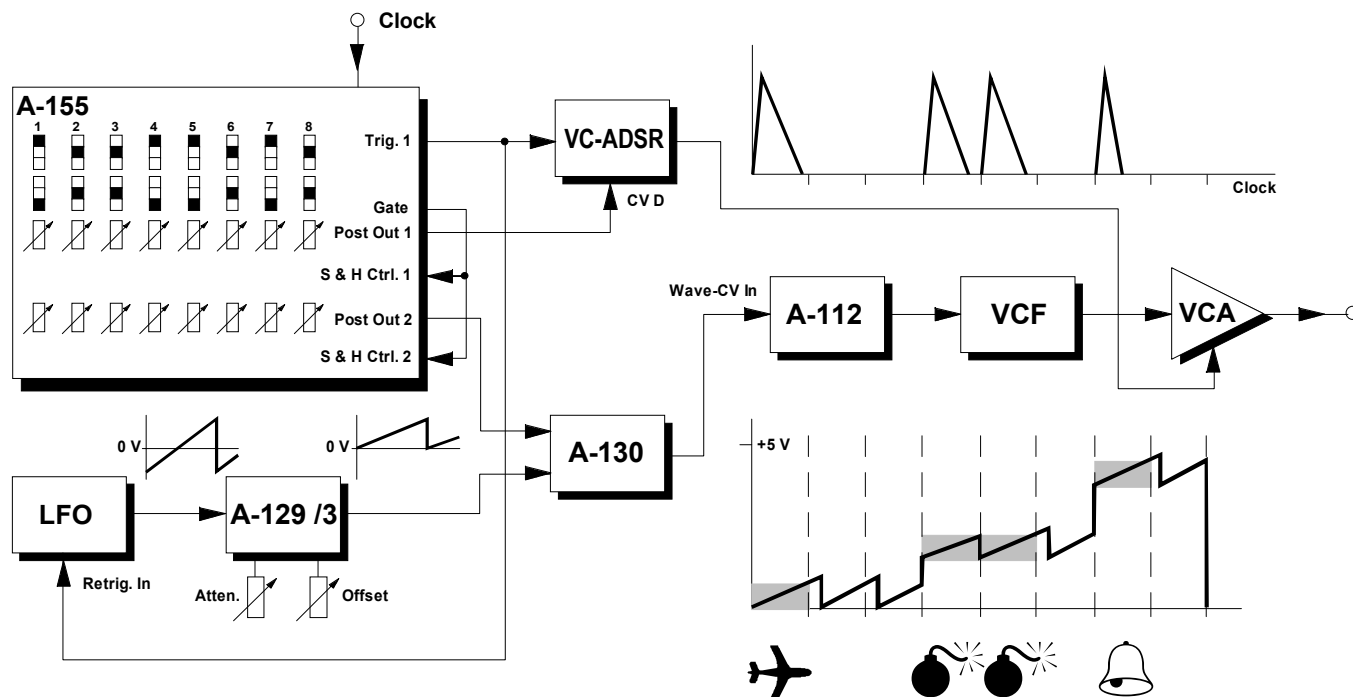 Clock
A-155
1 2 3 4 5 6 7 8
Trig. 1
Gate
Post Out 1
S & H Ctrl. 1
Post Out 2
S & H Ctrl. 2
VC-ADSR
CV D
Clock
Wave-CV In
A-112
VCF
VCA
0 V
0 V
LFO
A-129 /3
A-130
Retrig. In
Atten.
Offset
+5 V